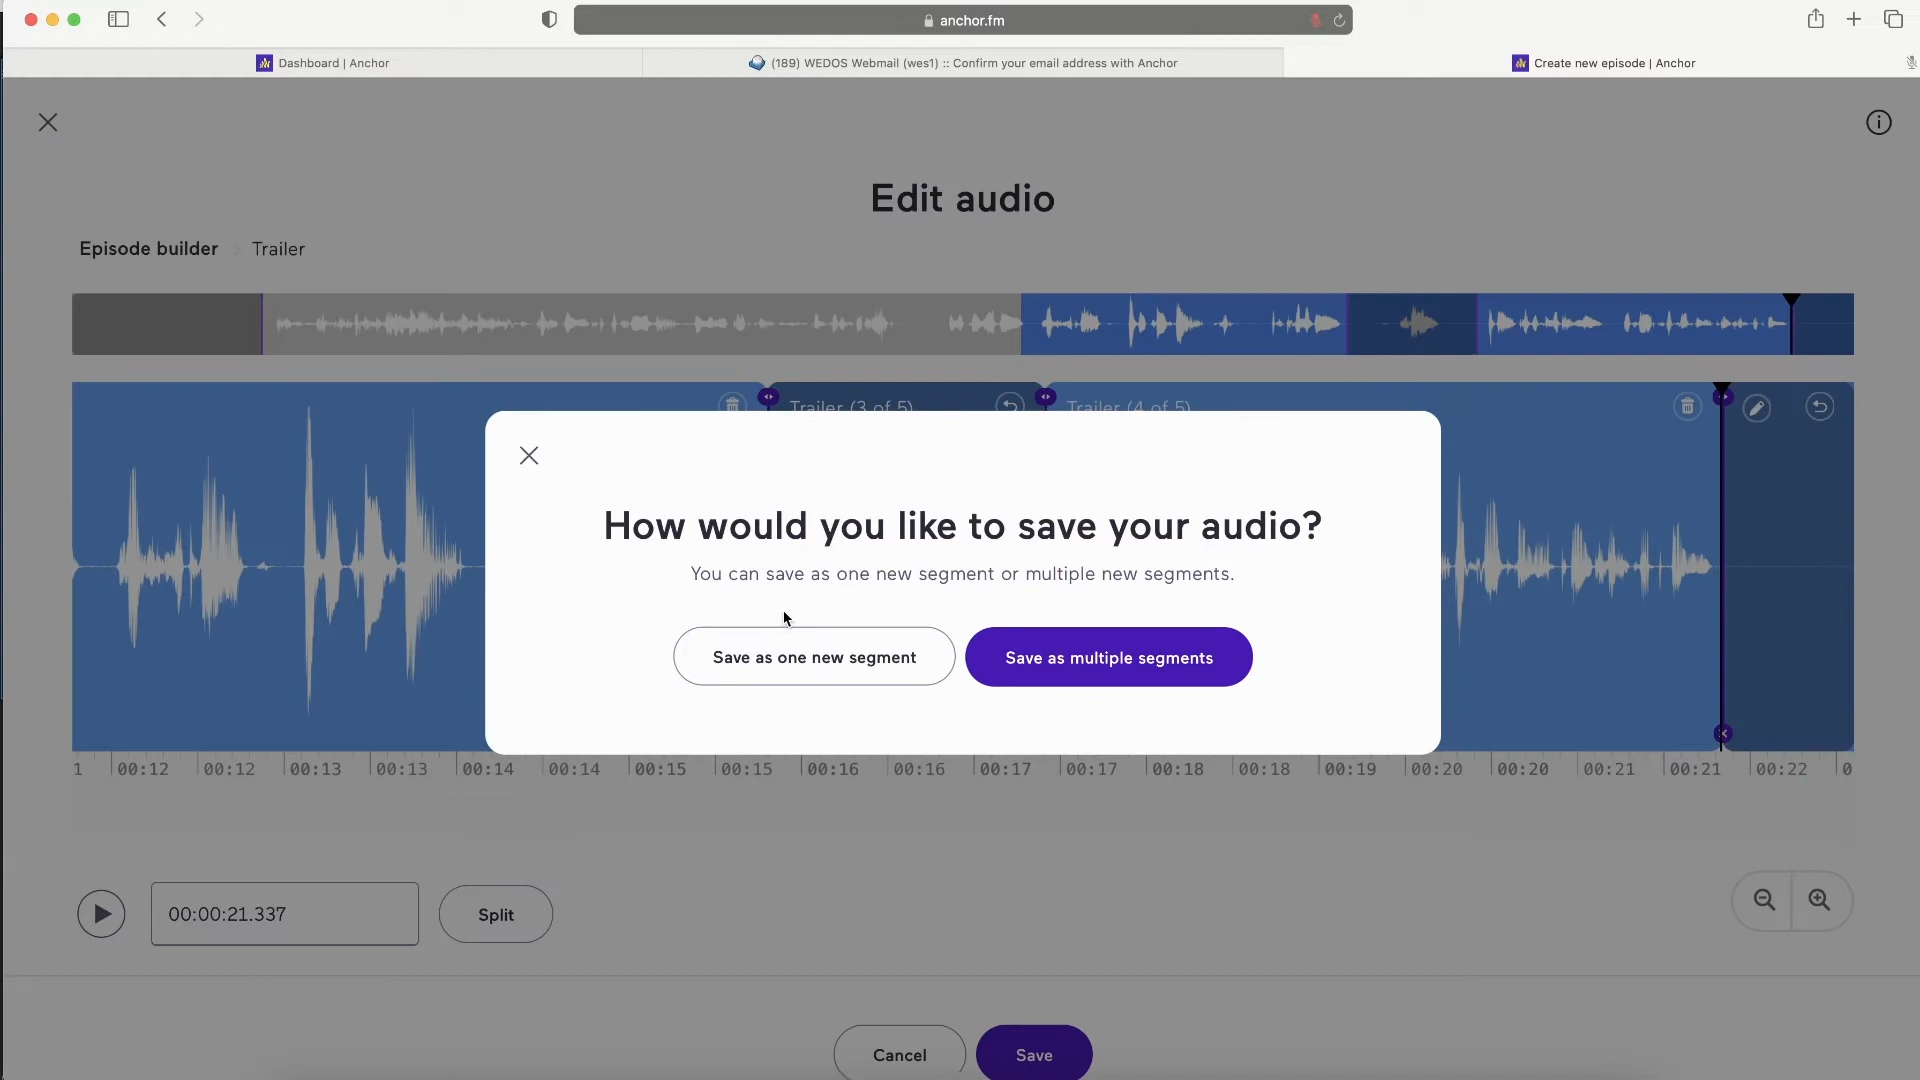 anchor.fm
Dashboard | Anchor
(189) WEDOS Webmail (wes1) :: Confirm your email address with Anchor
Create new episode | Anchor
Edit audio
Episode builder
Trailer
Trailer (3 of 5)
Trailer (4 of 5)
How would you like to save your audio?
You can save as one new segment or multiple new segments.
Save as one new segment
Save as multiple segments
1 00:12 00:12 00:13 00:13 00:14 00:14 00:15 00:15 00:16 00:16 00:17 00:17 00:18 00:18 00:19 00:20 00:20 00:21 00:21 00:22 0
00:00:21.337
Split
Cancel
Save